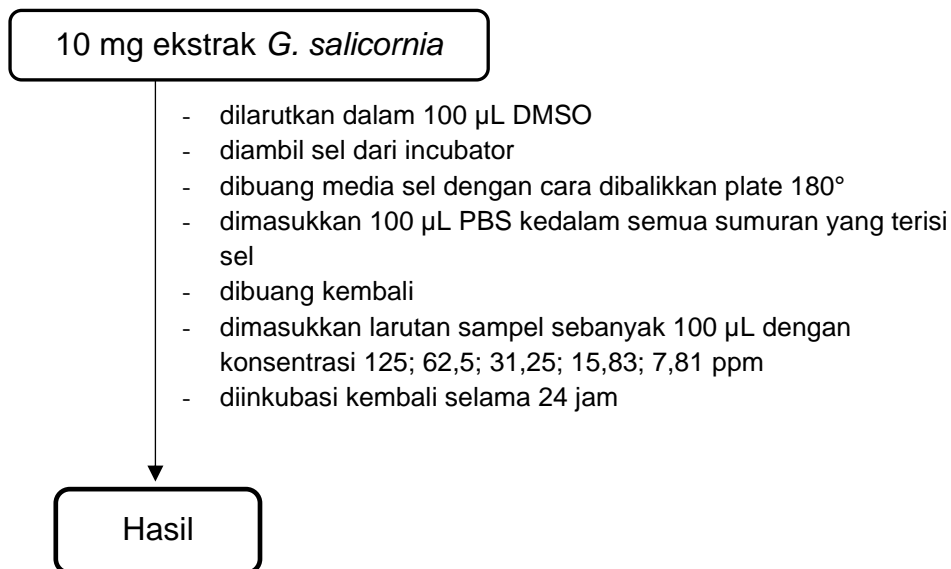 10 mg ekstrak G. salicornia
- dilarutkan dalam 100 µL DMSO
- diambil sel dari incubator
- dibuang media sel dengan cara dibalikkan plate 180°
- dimasukkan 100 µL PBS kedalam semua sumuran yang terisi
sel
- dibuang kembali
- dimasukkan larutan sampel sebanyak 100 µL dengan
konsentrasi 125; 62,5; 31,25; 15,83; 7,81 ppm
- diinkubasi kembali selama 24 jam
Hasil